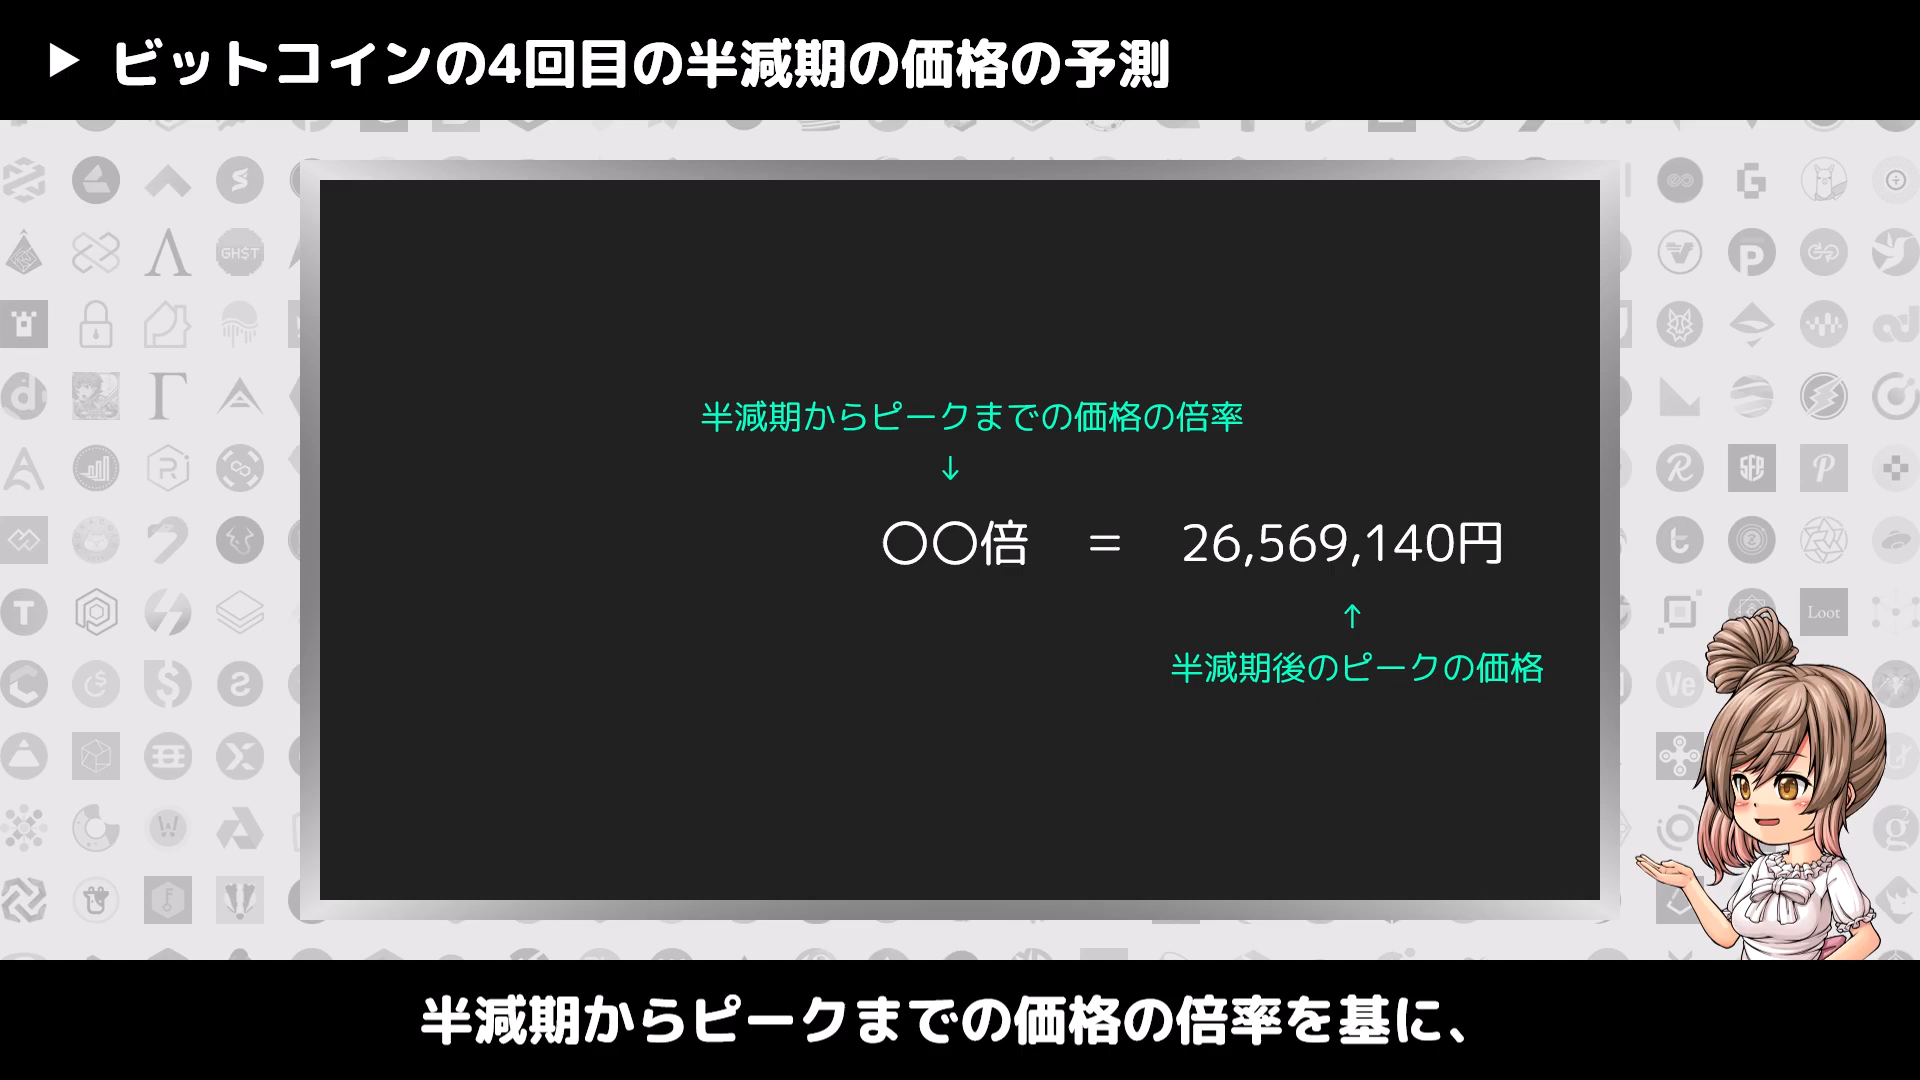 ▶ ビットコインの4回目の半減期の価格の予測
半減期からピークまでの価格の倍率
↓
〇〇倍 = 26,569,140円
↑
半減期後のピークの価格
GH$T
Loot
Ve
半減期からピークまでの価格の倍率を基に、